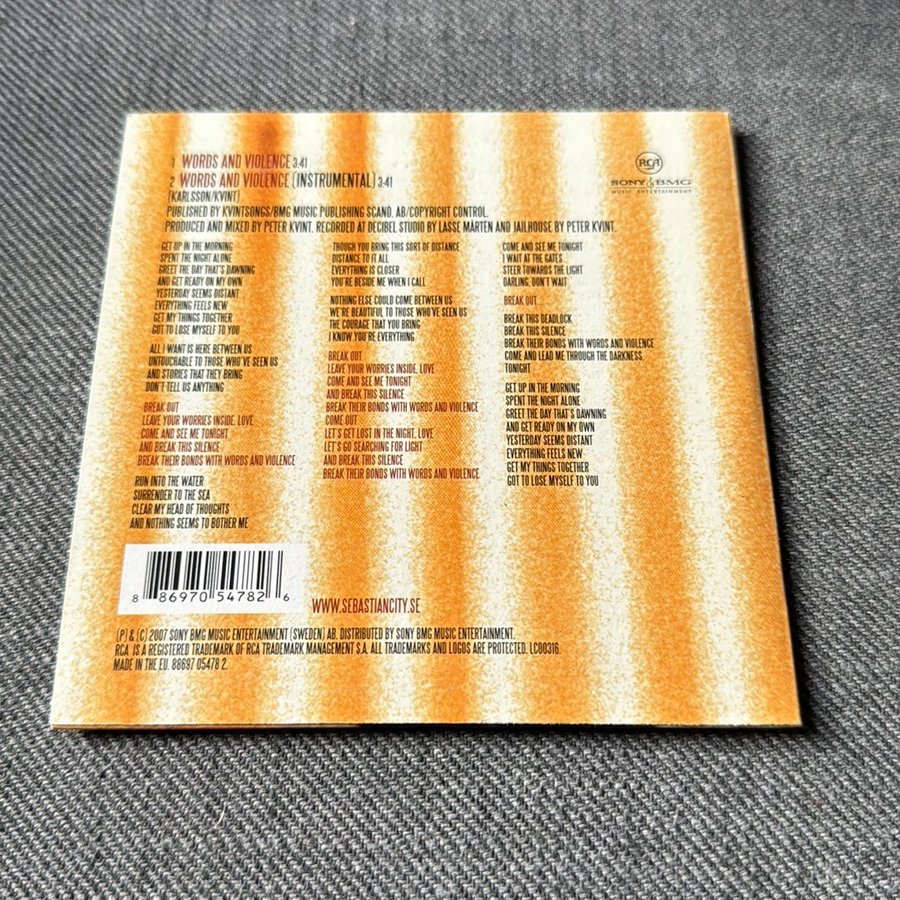 1 WORDS AND VIOLENCE 3:41
2 WORDS AND VIOLENCE (INSTRUMENTAL) 3:41
(KARLSSON/KVINT)
PUBLISHED BY KVINTSONGS/BMG MUSIC PUBLISHING SCAND. AB/COPYRIGHT CONTROL.
PRODUCED AND MIXED BY PETER KVINT. RECORDED AT DECIBEL STUDIO BY LASSE MÅRTÉN AND JAILHOUSE BY PETER KVINT.
RCA
SONY BMG
MUSIC ENTERTAINMENT
GET UP IN THE MORNING
SPENT THE NIGHT ALONE
GREET THE DAY THAT'S DAWNING
AND GET READY ON MY OWN
YESTERDAY SEEMS DISTANT
EVERYTHING FEELS NEW
GET MY THINGS TOGETHER
GOT TO LOSE MYSELF TO YOU
ALL I WANT IS HERE BETWEEN US
UNTOUCHABLE TO THOSE WHO'VE SEEN US
AND STORIES THAT THEY BRING
DON'T TELL US ANYTHING
BREAK OUT
LEAVE YOUR WORRIES INSIDE, LOVE
COME AND SEE ME TONIGHT
AND BREAK THIS SILENCE
BREAK THEIR BONDS WITH WORDS AND VIOLENCE
RUN INTO THE WATER
SURRENDER TO THE SEA
CLEAR MY HEAD OF THOUGHTS
AND NOTHING SEEMS TO BOTHER ME
THOUGH YOU BRING THIS SORT OF DISTANCE
DISTANCE TO IT ALL
EVERYTHING IS CLOSER
YOU'RE BESIDE ME WHEN I CALL
NOTHING ELSE COULD COME BETWEEN US
WE'RE BEAUTIFUL TO THOSE WHO'VE SEEN US
THE COURAGE THAT YOU BRING
I KNOW YOU'RE EVERYTHING
BREAK OUT
LEAVE YOUR WORRIES INSIDE, LOVE
COME AND SEE ME TONIGHT
AND BREAK THIS SILENCE
BREAK THEIR BONDS WITH WORDS AND VIOLENCE
COME OUT
LET'S GET LOST IN THE NIGHT, LOVE
LET'S GO SEARCHING FOR LIGHT
AND BREAK THIS SILENCE
BREAK THEIR BONDS WITH WORDS AND VIOLENCE
COME AND SEE ME TONIGHT
I WAIT AT THE GATES
STEER TOWARDS THE LIGHT
DARLING, DON'T WAIT
BREAK OUT...
BREAK THIS DEADLOCK
BREAK THIS SILENCE
BREAK THEIR BONDS WITH WORDS AND VIOLENCE
COME AND LEAD ME THROUGH THE DARKNESS,
TONIGHT
GET UP IN THE MORNING
SPENT THE NIGHT ALONE
GREET THE DAY THAT'S DAWNING
AND GET READY ON MY OWN
YESTERDAY SEEMS DISTANT
EVERYTHING FEELS NEW
GET MY THINGS TOGETHER
GOT TO LOSE MYSELF TO YOU
8 86970 54782 6
WWW.SEBASTIANCITY.SE
(P) & (C) 2007 SONY BMG MUSIC ENTERTAINMENT (SWEDEN) AB. DISTRIBUTED BY SONY BMG MUSIC ENTERTAINMENT.
RCA IS A REGISTERED TRADEMARK OF RCA TRADEMARK MANAGEMENT S.A. ALL TRADEMARKS AND LOGOS ARE PROTECTED. LC00316.
MADE IN THE EU. 88697 05478 2.